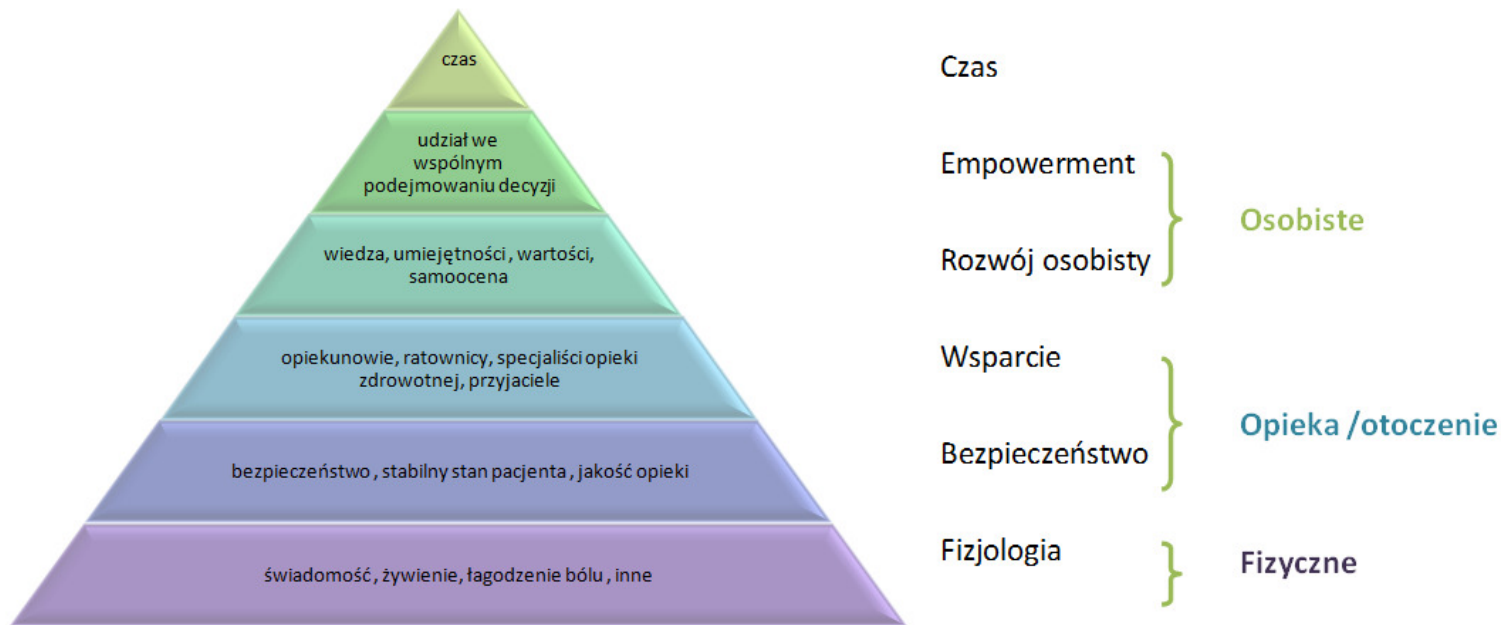 czas
udział we
wspólnym
podejmowaniu decyzji
wiedza, umiejętności , wartości,
samoocena
opiekunowie, ratownicy, specjaliści opieki
zdrowotnej, przyjaciele
bezpieczeństwo , stabilny stan pacjenta , jakość opieki
świadomość , żywienie, łagodzenie bólu , inne
Czas
Empowerment
Rozwój osobisty
Wsparcie
Bezpieczeństwo
Fizjologia
Osobiste
Opieka /otoczenie
Fizyczne